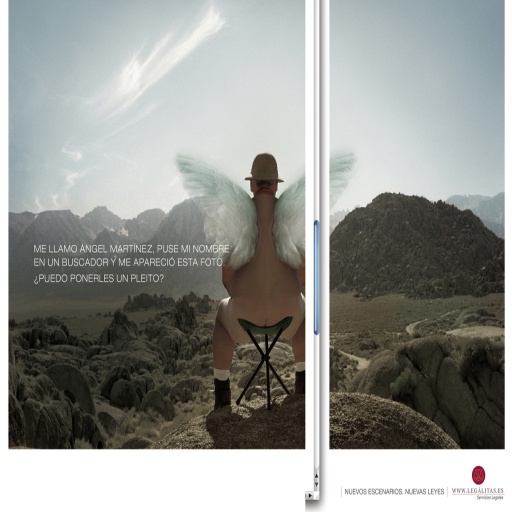 ME LLAMO ÁNGEL MARTÍNEZ, PUSE MI NOMBRE
EN UN BUSCADOR Y ME APARECIÓ ESTA FOTO.
¿PUEDO PONERLES UN PLEITO?
NUEVOS ESCENARIOS. NUEVAS LEYES
WWW.LEGALITAS.ES
Servicios Legales